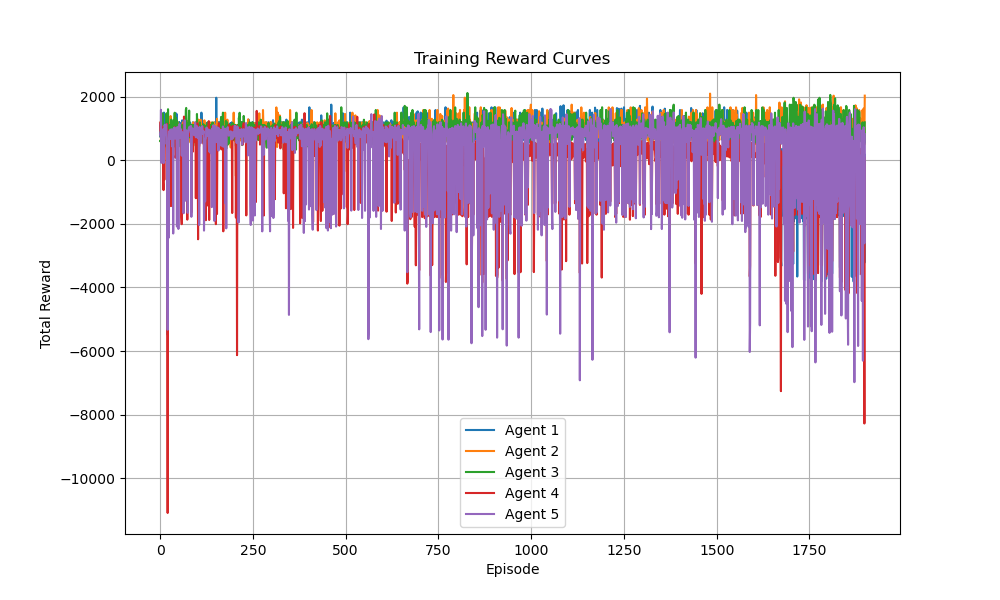 Training Reward Curves
Total Reward
2000
0
−2000
−4000
−6000
−8000
−10000
Agent 1
Agent 2
Agent 3
Agent 4
Agent 5
0 250 500 750 1000 1250 1500 1750
Episode